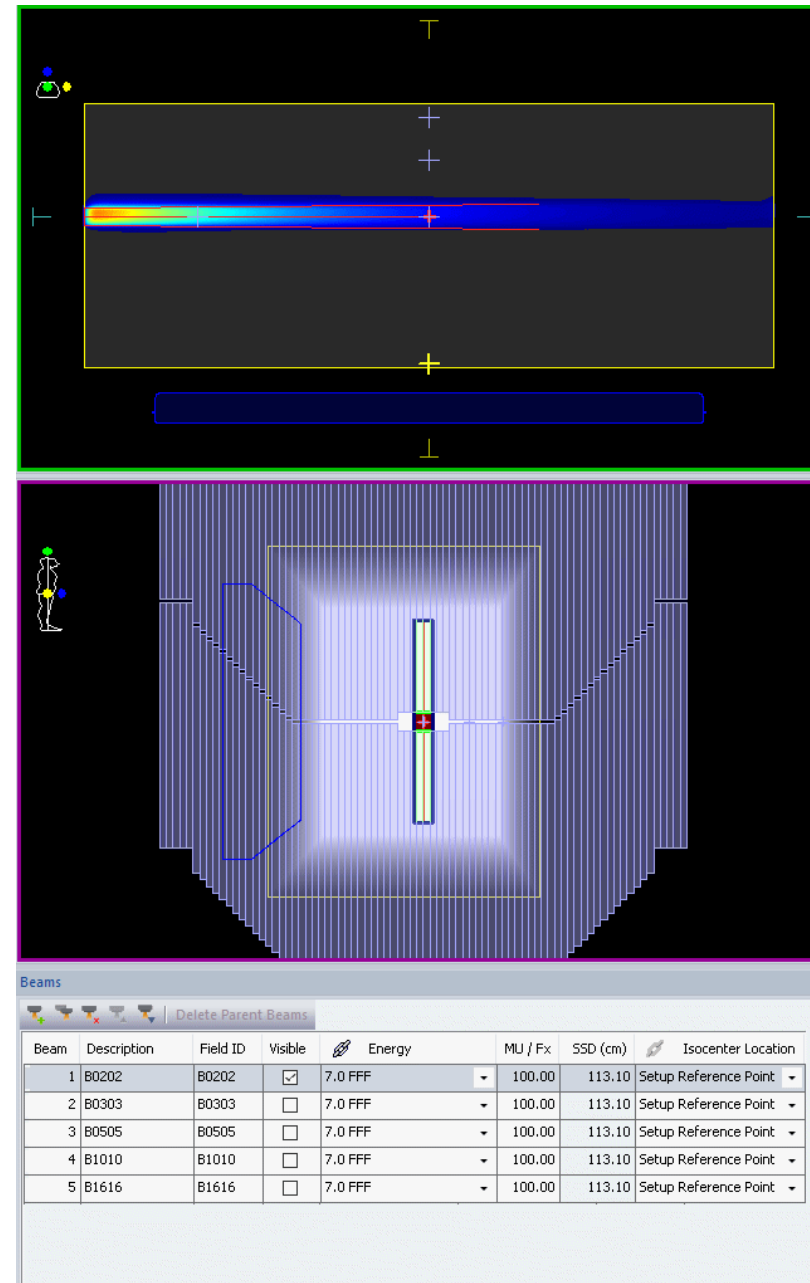 Beams
Delete Parent Beams
Beam Description Field ID Visible Energy MU / Fx SSD (cm) Isocenter Location
1 B0202 B0202 7.0 FFF 100.00 113.10 Setup Reference Point
2 B0303 B0303 7.0 FFF 100.00 113.10 Setup Reference Point
3 B0505 B0505 7.0 FFF 100.00 113.10 Setup Reference Point
4 B1010 B1010 7.0 FFF 100.00 113.10 Setup Reference Point
5 B1616 B1616 7.0 FFF 100.00 113.10 Setup Reference Point